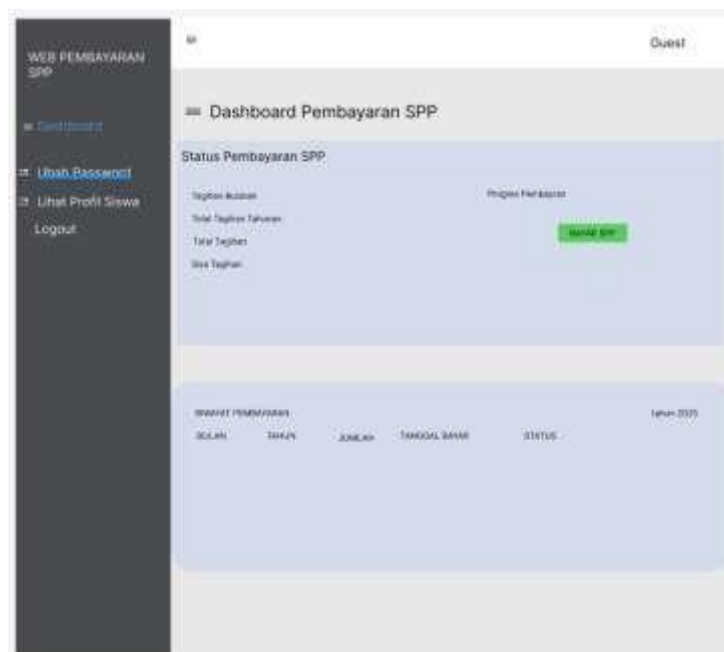 WEB PEMBAYARAN
SPP
Guest
Dashboard Pembayaran SPP
Dashboard
Status Pembayaran SPP
Ubah Password
Lihat Profil Siswa
Logout
Tagihan Bulanan
Total Tagihan Tahunan
Total Tagihan
Sisa Tagihan
Progres Pembayaran
BAYAR SPP
RIWAYAT PEMBAYARAN
Tahun 2025
BULAN TAHUN JUMLAH TANGGAL BAYAR STATUS